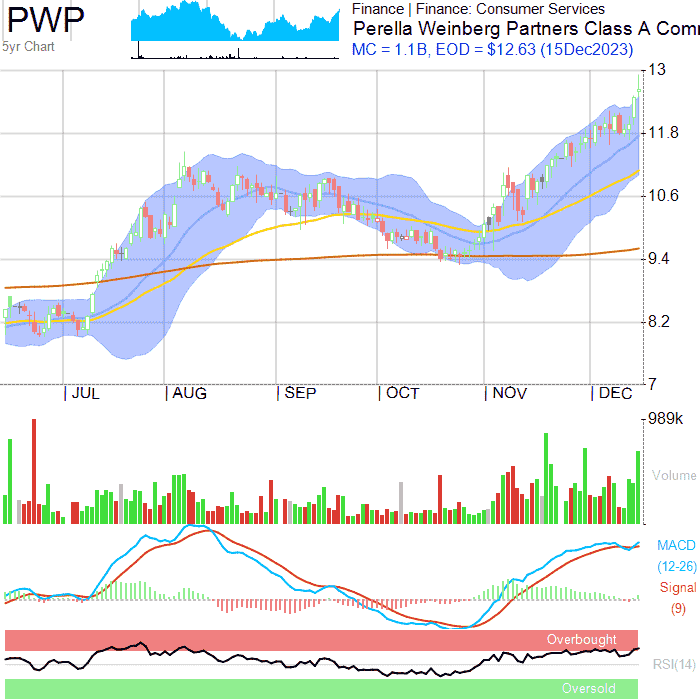 PWP
5yr Chart
Finance | Finance: Consumer Services
Perella Weinberg Partners Class A Com
MC = 1.1B, EOD = $12.63 (15Dec2023)
13
11.8
10.6
9.4
8.2
7
JUL
AUG
SEP
OCT
NOV
DEC
989k
Volume
MACD
(12-26)
Signal
(9)
Overbought
RSI(14)
Oversold